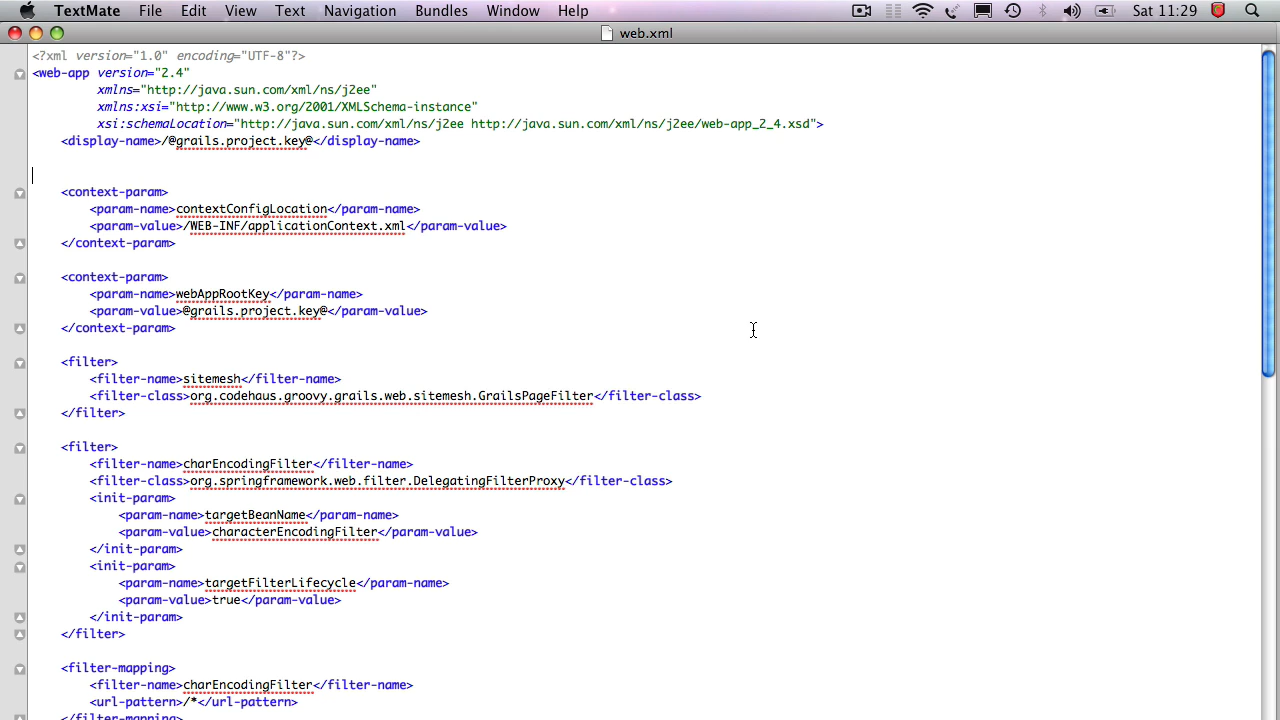 TextMate File Edit View Text Navigation Bundles Window Help Sat 11:29
web.xml
<?xml version="1.0" encoding="UTF-8"?>
<web-app version="2.4"
xmlns="http://java.sun.com/xml/ns/j2ee"
xmlns:xsi="http://www.w3.org/2001/XMLSchema-instance"
xsi:schemaLocation="http://java.sun.com/xml/ns/j2ee http://java.sun.com/xml/ns/j2ee/web-app_2_4.xsd">
<display-name>/@grails.project.key@</display-name>
<context-param>
<param-name>contextConfigLocation</param-name>
<param-value>/WEB-INF/applicationContext.xml</param-value>
</context-param>
<context-param>
<param-name>webAppRootKey</param-name>
<param-value>@grails.project.key@</param-value>
</context-param>
<filter>
<filter-name>sitemesh</filter-name>
<filter-class>org.codehaus.groovy.grails.web.sitemesh.GrailsPageFilter</filter-class>
</filter>
<filter>
<filter-name>charEncodingFilter</filter-name>
<filter-class>org.springframework.web.filter.DelegatingFilterProxy</filter-class>
<init-param>
<param-name>targetBeanName</param-name>
<param-value>characterEncodingFilter</param-value>
</init-param>
<init-param>
<param-name>targetFilterLifecycle</param-name>
<param-value>true</param-value>
</init-param>
</filter>
<filter-mapping>
<filter-name>charEncodingFilter</filter-name>
<url-pattern>/*</url-pattern>
</filter-mapping>